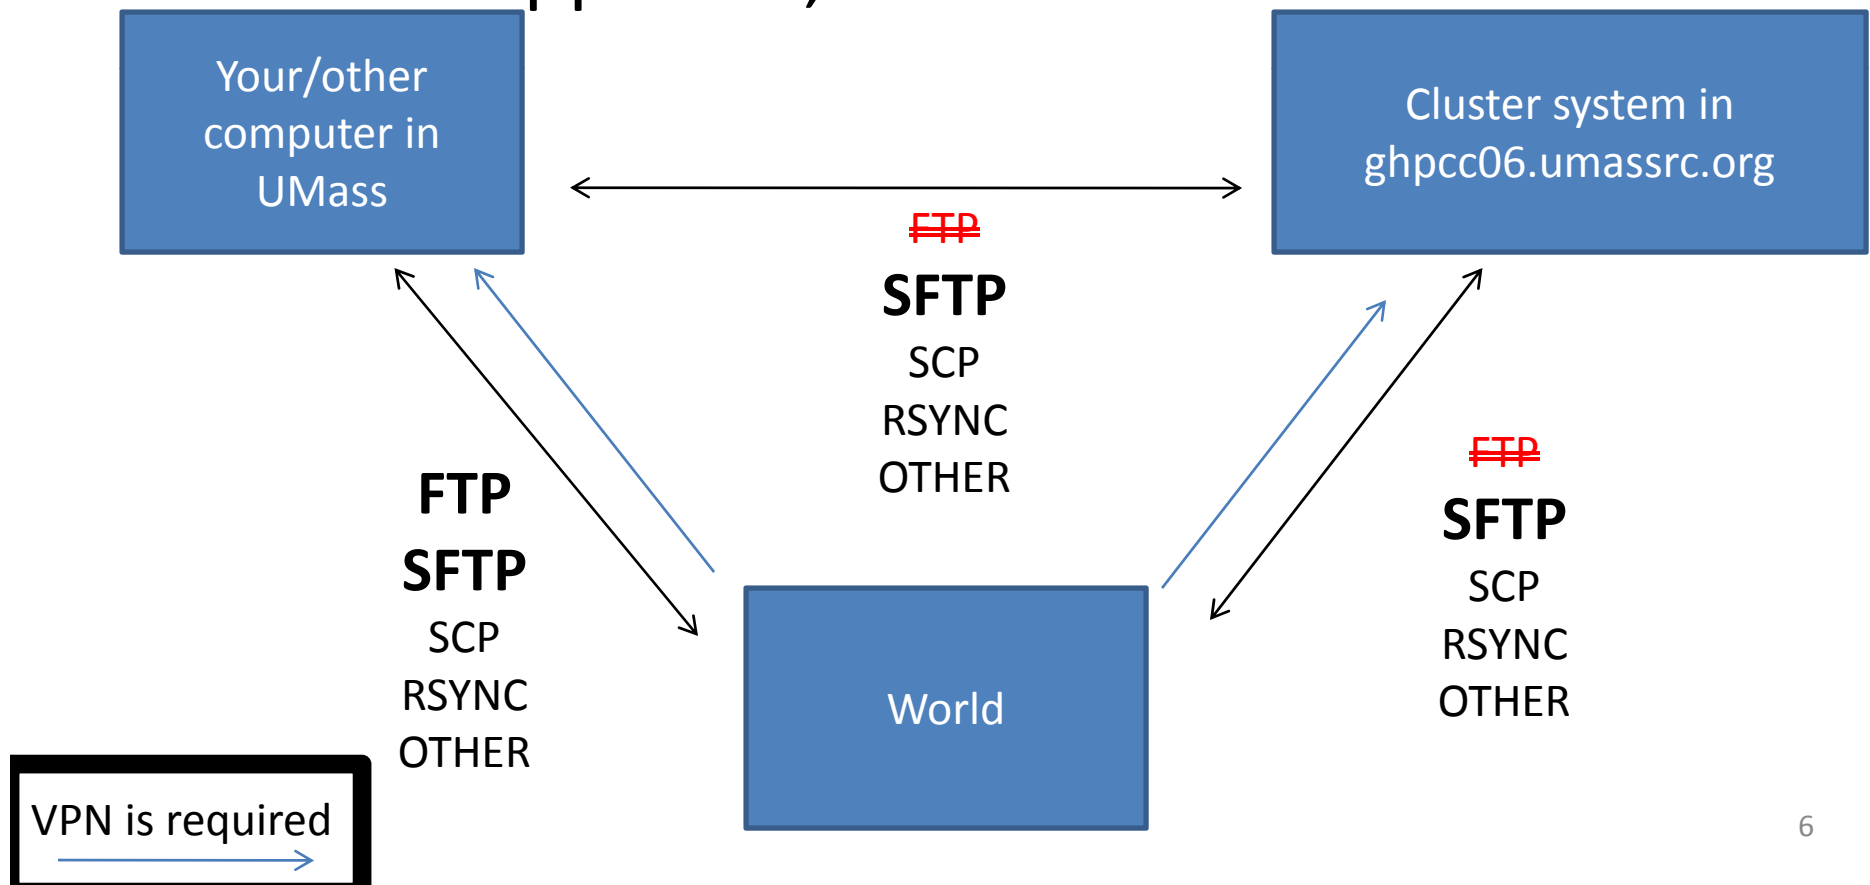 Your/other
computer in
UMass
Cluster system in
ghpcc06.umassrc.org
FTP
SFTP
SCP
RSYNC
OTHER
FTP
SFTP
SCP
RSYNC
OTHER
FTP
SFTP
SCP
RSYNC
OTHER
World
VPN is required
6